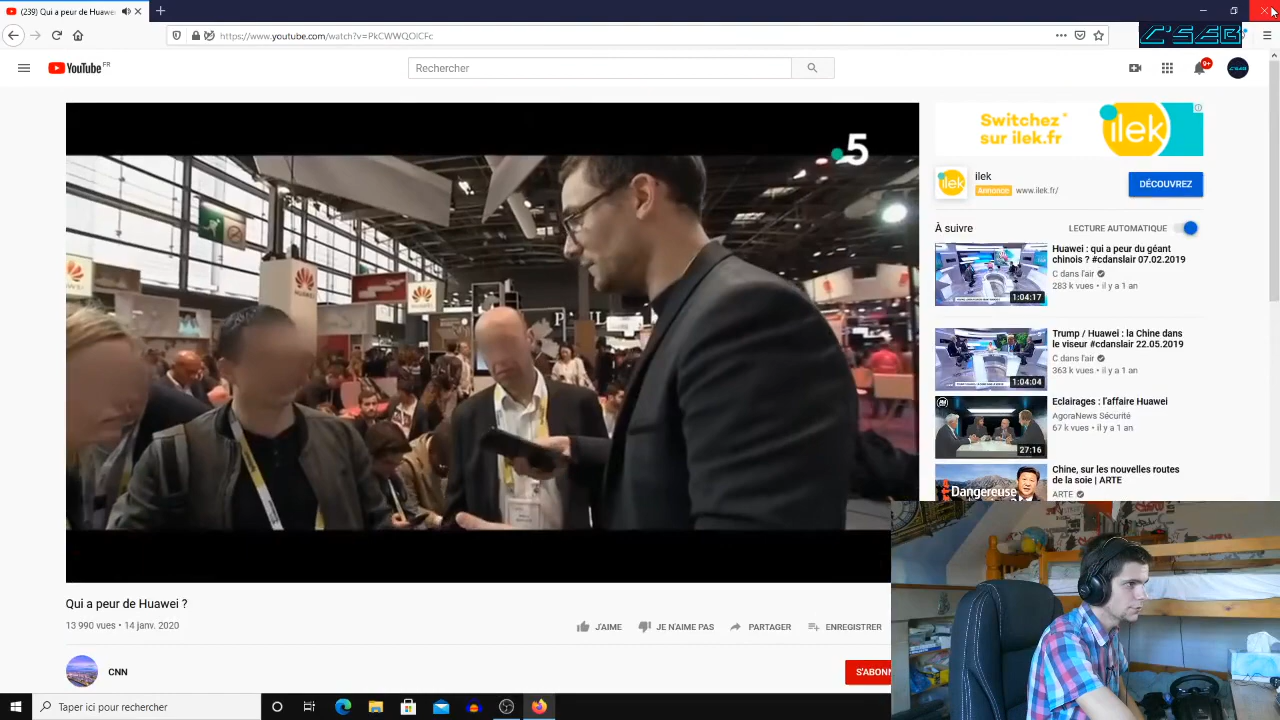 (239) Qui a peur de Huawei
https://www.youtube.com/watch?v=PkCWWQOlCFc
C'SEB
YouTube FR
Rechercher
9+
5
HUAWEI
HUAWEI
Switchez*
sur ilek.fr
ilek
ilek
ilek
Annonce www.ilek.fr/
DÉCOUVREZ
À suivre
LECTURE AUTOMATIQUE
Huawei : qui a peur du géant
chinois ? #cdanslair 07.02.2019
C dans l'air
283 k vues • il y a 1 an
1:04:17
Trump / Huawei : la Chine dans
le viseur #cdanslair 22.05.2019
C dans l'air
363 k vues • il y a 1 an
1:04:04
Eclairages : l'affaire Huawei
AgoraNews Sécurité
67 k vues • il y a 1 an
27:16
Chine, sur les nouvelles routes
de la soie | ARTE
ARTE
Dangereuse
Qui a peur de Huawei ?
13 990 vues • 14 janv. 2020
J'AIME
JE N'AIME PAS
PARTAGER
ENREGISTRER
CNN
S'ABONN
Taper ici pour rechercher